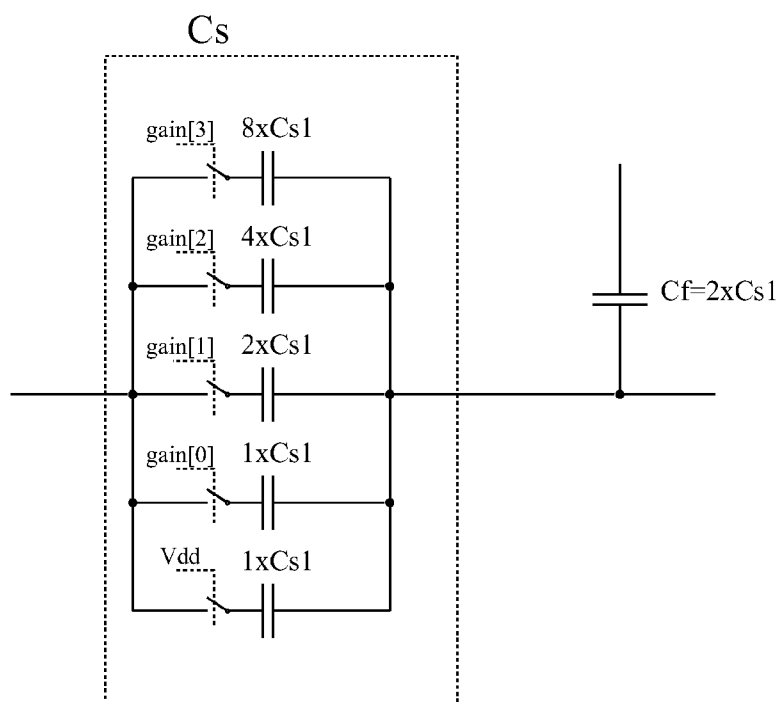 Cs
gain[3] 8xCs1
gain[2] 4xCs1
Cf=2xCs1
gain[1] 2xCs1
gain[0] 1xCs1
Vdd 1xCs1